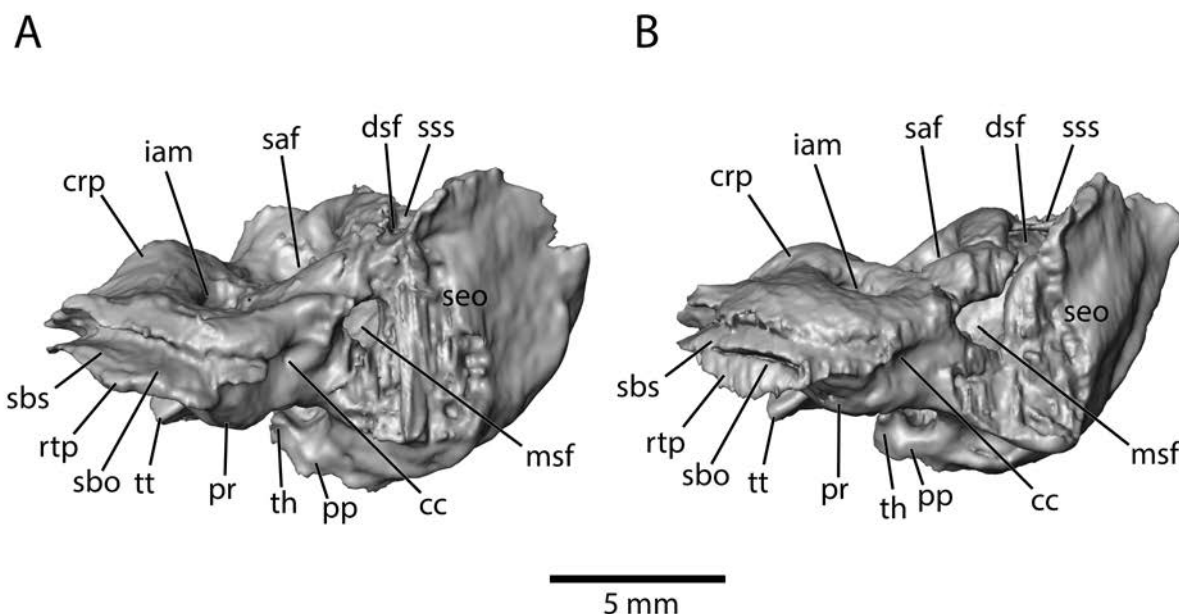 A
B
dsf sss
saf
iam
crp
seo
sbs
rtp
sbo
tt
pr
th
pp
cc
msf
saf
dsf
sss
iam
crp
seo
sbs
rtp
sbo
tt
pr
th
pp
cc
msf
5 mm